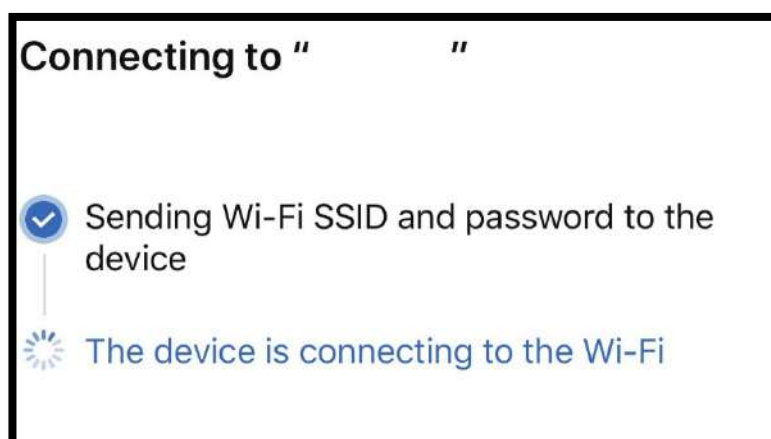 Connecting to “ ”
Sending Wi-Fi SSID and password to the
device
The device is connecting to the Wi-Fi